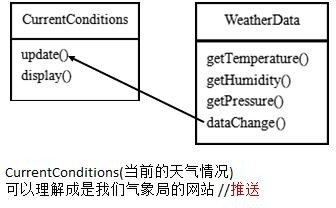 CurrentConditions
update()
display()
WeatherData
getTemperature()
getHumidity()
getPressure()
dataChange()
CurrentConditions(当前的天气情况)
可以理解成是我们气象局的网站 //推送